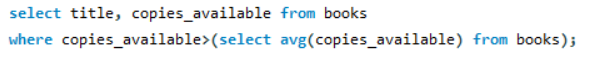 select title, copies_available from books
where copies_available>(select avg(copies_available) from books);